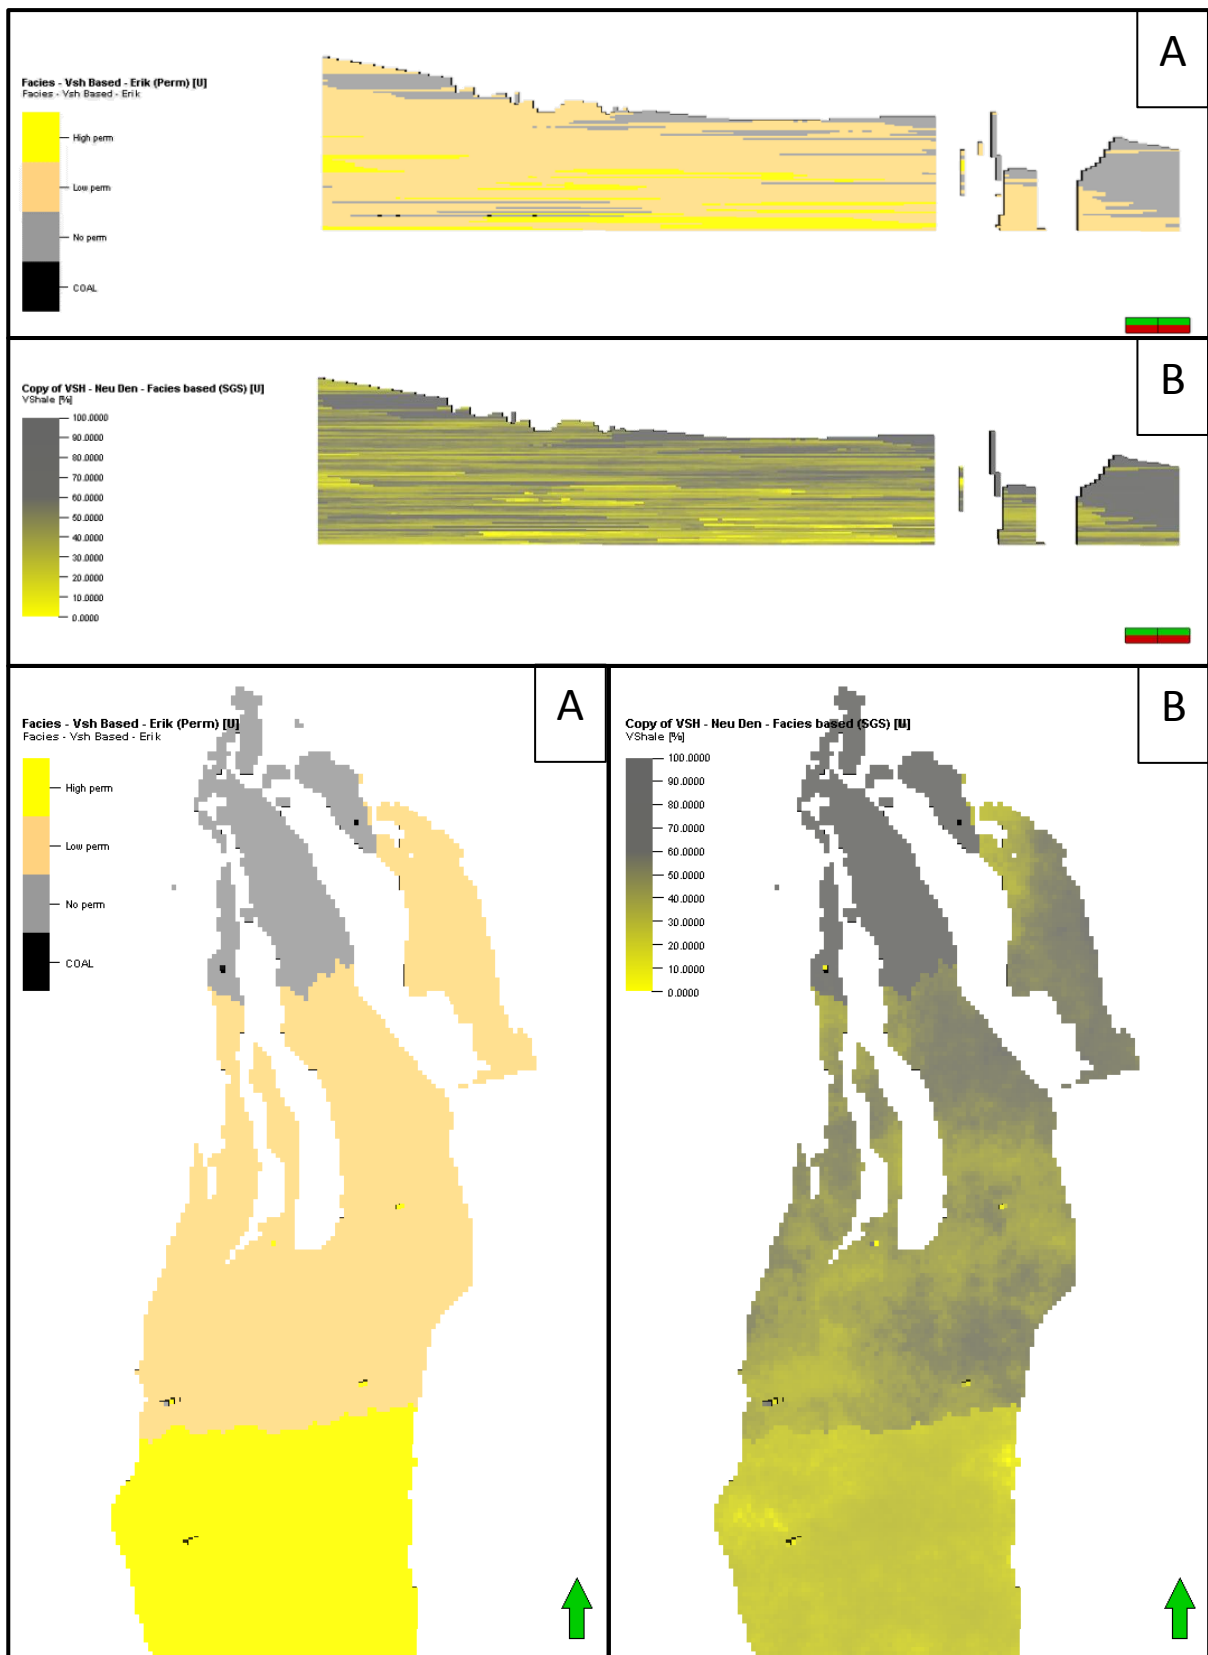 A
Facies - Vsh Based - Erik (Perm) [U]
Facies - Vsh Based - Erik
High perm
Low perm
No perm
COAL
B
Copy of VSH - Neu Den - Facies based (SGS) [U]
VShale [%]
100.0000
90.0000
80.0000
70.0000
60.0000
50.0000
40.0000
30.0000
20.0000
10.0000
0.0000
A
Facies - Vsh Based - Erik (Perm) [U]
Facies - Vsh Based - Erik
High perm
Low perm
No perm
COAL
B
Copy of VSH - Neu Den - Facies based (SGS) [U]
VShale [%]
100.0000
90.0000
80.0000
70.0000
60.0000
50.0000
40.0000
30.0000
20.0000
10.0000
0.0000